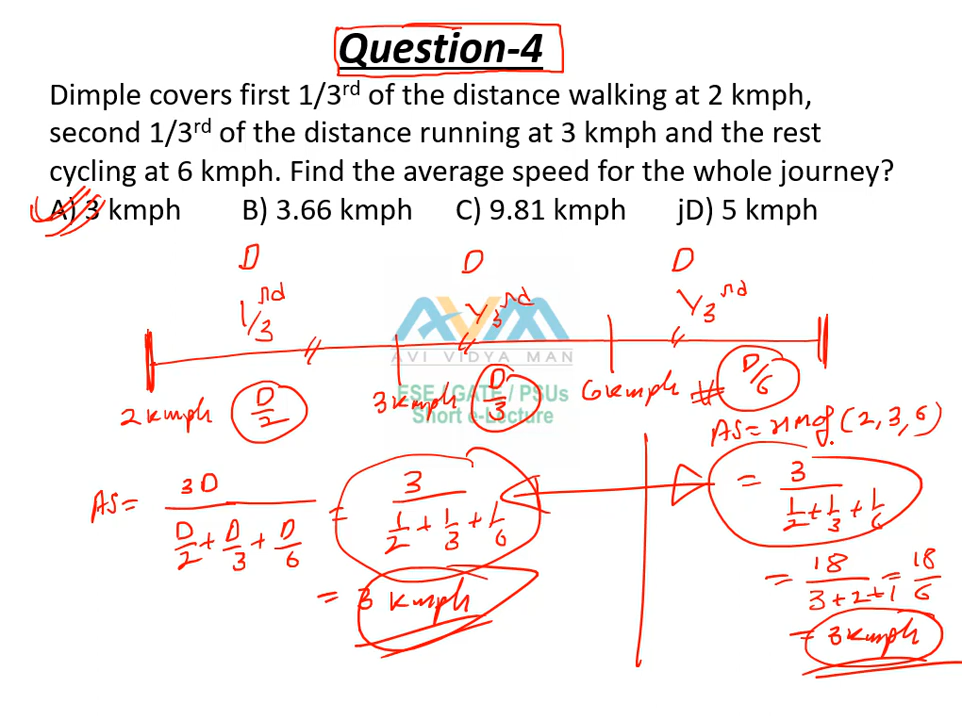 Question-4
Dimple covers first 1/3rd of the distance walking at 2 kmph,
second 1/3rd of the distance running at 3 kmph and the rest
cycling at 6 kmph. Find the average speed for the whole journey?
A) 3 kmph B) 3.66 kmph C) 9.81 kmph jD) 5 kmph
D D D
1/3 rd 1/3 rd 1/3 rd
AVM
AVI VIDYA MAN
ESE / GATE / PSUs
Short e-Lecture
2 kmph D/2 3 kmph D/3 6 kmph D/6
AS = HM of (2, 3, 6)
AS = 3D / (D/2 + D/3 + D/6) = 3 / (1/2 + 1/3 + 1/6)
= 3 / (1/2 + 1/3 + 1/6)
= 3 kmph
= 18 / (3+2+1) = 18/6
= 3 kmph